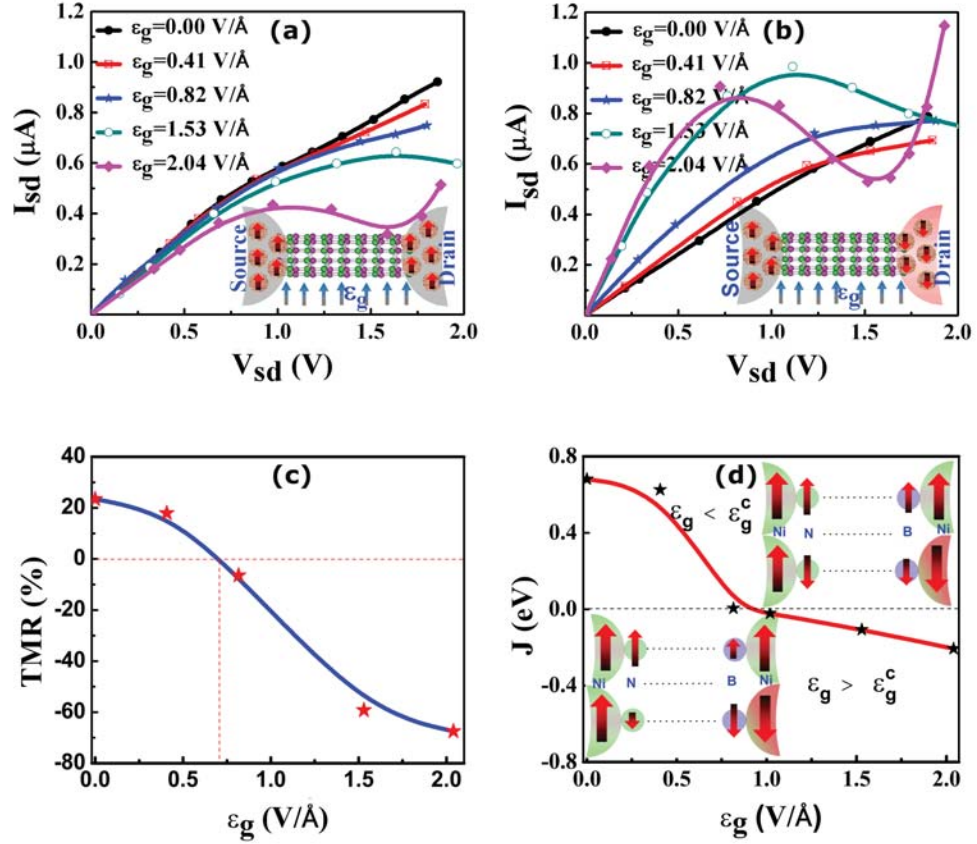 (a)
εg=0.00 V/Å
εg=0.41 V/Å
εg=0.82 V/Å
εg=1.53 V/Å
εg=2.04 V/Å
1.2
1.0
0.8
0.6
0.4
0.2
Isd (μA)
Source
Drain
εg
0.0 0.5 1.0 1.5 2.0
Vsd (V)
(b)
εg=0.00 V/Å
εg=0.41 V/Å
εg=0.82 V/Å
εg=1.53 V/Å
εg=2.04 V/Å
1.2
1.0
0.8
0.6
0.4
0.2
Isd (μA)
Source
Drain
εg
0.0 0.5 1.0 1.5 2.0
Vsd (V)
(c)
40
20
0
-20
-40
-60
-80
TMR (%)
0.0 0.5 1.0 1.5 2.0
εg (V/Å)
(d)
0.8
0.4
0.0
-0.4
-0.8
J (eV)
εg < εgc
Ni N B Ni
Ni N B Ni
εg > εgc
0.0 0.5 1.0 1.5 2.0
εg (V/Å)